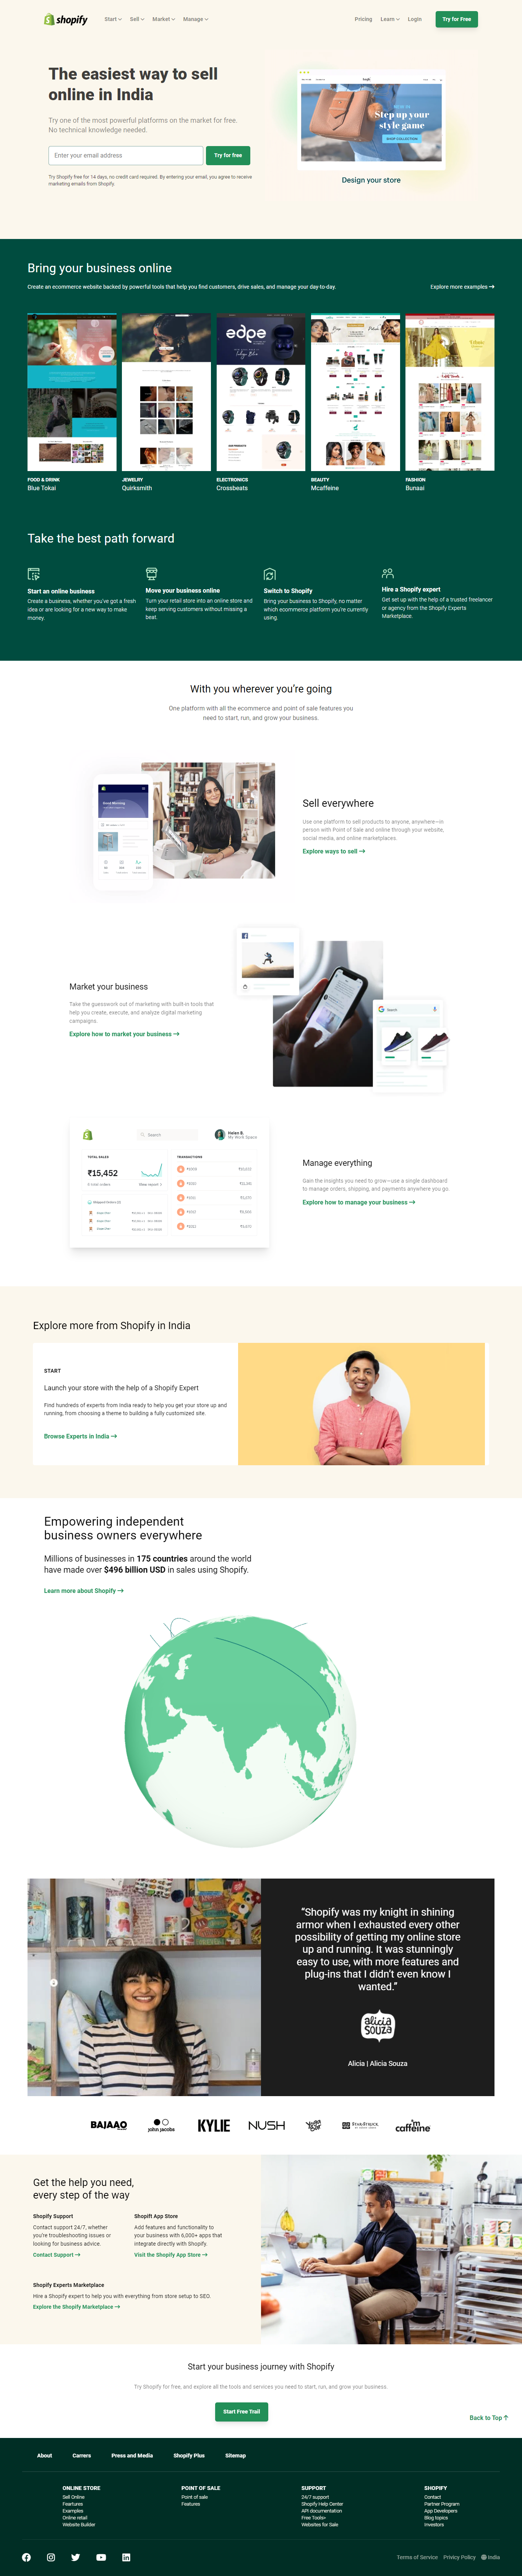 shopify
Start Sell Market Manage
Pricing Learn Login Try for Free
The easiest way to sell
online in India
Try one of the most powerful platforms on the market for free.
No technical knowledge needed.
Enter your email address Try for free
Try Shopify free for 14 days, no credit card required. By entering your email, you agree to receive
marketing emails from Shopify.
Step up your
style game
SHOP COLLECTION
Design your store
Bring your business online
Create an ecommerce website backed by powerful tools that help you find customers, drive sales, and manage your day-to-day.
Explore more examples →
edge
FOOD & DRINK
Blue Tokai
JEWELRY
Quirksmith
ELECTRONICS
Crossbeats
BEAUTY
Mcaffeine
FASHION
Bunaai
Take the best path forward
Start an online business
Create a business, whether you've got a fresh
idea or are looking for a new way to make
money.
Move your business online
Turn your retail store into an online store and
keep serving customers without missing a
beat.
Switch to Shopify
Bring your business to Shopify, no matter
which ecommerce platform you're currently
using.
Hire a Shopify expert
Get set up with the help of a trusted freelancer
or agency from the Shopify Experts
Marketplace.
With you wherever you're going
One platform with all the ecommerce and point of sale features you
need to start, run, and grow your business.
Good Morning
Sell everywhere
Use one platform to sell products to anyone, anywhere—in
person with Point of Sale and online through your website,
social media, and online marketplaces.
Explore ways to sell →
Market your business
Take the guesswork out of marketing with built-in tools that
help you create, execute, and analyze digital marketing
campaigns.
Explore how to market your business →
Search
Search
Helen B.
My Work Space
TOTAL SALES
₹15,452
TRANSACTIONS
Manage everything
Gain the insights you need to grow—use a single dashboard
to manage orders, shipping, and payments anywhere you go.
Explore how to manage your business →
Explore more from Shopify in India
START
Launch your store with the help of a Shopify Expert
Find hundreds of experts from India ready to help you get your store up and
running, from choosing a theme to building a fully customized site.
Browse Experts in India →
Empowering independent
business owners everywhere
Millions of businesses in 175 countries around the world
have made over $496 billion USD in sales using Shopify.
Learn more about Shopify →
“Shopify was my knight in shining
armor when I exhausted every other
possibility of getting my online store
up and running. It was stunningly
easy to use, with more features and
plug-ins that I didn’t even know I
wanted.”
alicia
souza
Alicia | Alicia Souza
BAJAAO
john jacobs
KYLIE
NUSH
STAR STRUCK
mcaffeine
Get the help you need,
every step of the way
Shopify Support
Contact support 24/7, whether
you're troubleshooting issues or
looking for business advice.
Contact Support →
Shopift App Store
Add features and functionality to
your business with 6,000+ apps that
integrate directly with Shopify.
Visit the Shopify App Store →
Shopify Experts Marketplace
Hire a Shopify expert to help you with everything from store setup to SEO.
Explore the Shopify Marketplace →
Start your business journey with Shopify
Try Shopify for free, and explore all the tools and services you need to start, run, and grow your business.
Start Free Trail
Back to Top ↑
About Carrers Press and Media Shopify Plus Sitemap
ONLINE STORE
Sell Online
Feartures
Examples
Online retail
Website Builder
POINT OF SALE
Point of sale
Features
SUPPORT
24/7 support
Shopify Help Center
API documentation
Free Tools+
Websites for Sale
SHOPIFY
Contact
Partner Program
App Developers
Blog topics
Investors
Terms of Service Privicy Policy India